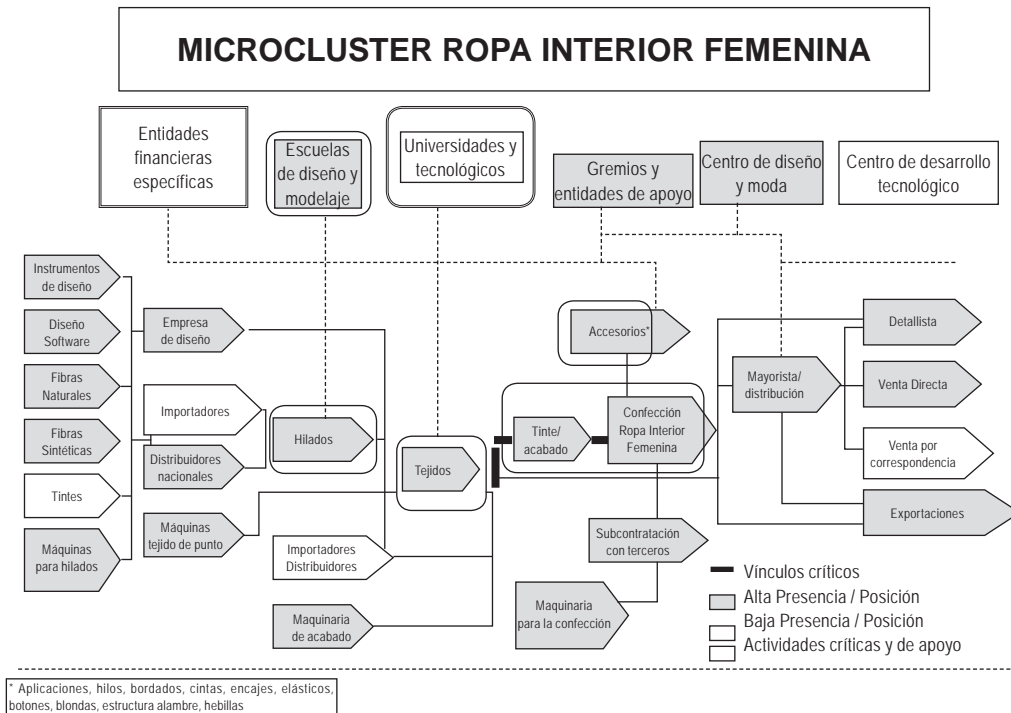 MICROCLUSTER ROPA INTERIOR FEMENINA
Entidades
financieras
específicas
Escuelas
de diseño y
modelaje
Universidades y
tecnológicos
Gremios y
entidades de apoyo
Centro de diseño
y moda
Centro de desarrollo
tecnológico
Instrumentos
de diseño
Diseño
Software
Fibras
Naturales
Fibras
Sintéticas
Tintes
Máquinas
para hilados
Empresa
de diseño
Importadores
Distribuidores
nacionales
Máquinas
tejido de punto
Hilados
Importadores
Distribuidores
Maquinaria
de acabado
Tejidos
Accesorios*
Tinte/
acabado
Confección
Ropa Interior
Femenina
Subcontratación
con terceros
Maquinaria
para la confección
Mayorista/
distribución
Detallista
Venta Directa
Venta por
correspondencia
Exportaciones
Vínculos críticos
Alta Presencia / Posición
Baja Presencia / Posición
Actividades críticas y de apoyo
* Aplicaciones, hilos, bordados, cintas, encajes, elásticos,
botones, blondas, estructura alambre, hebillas